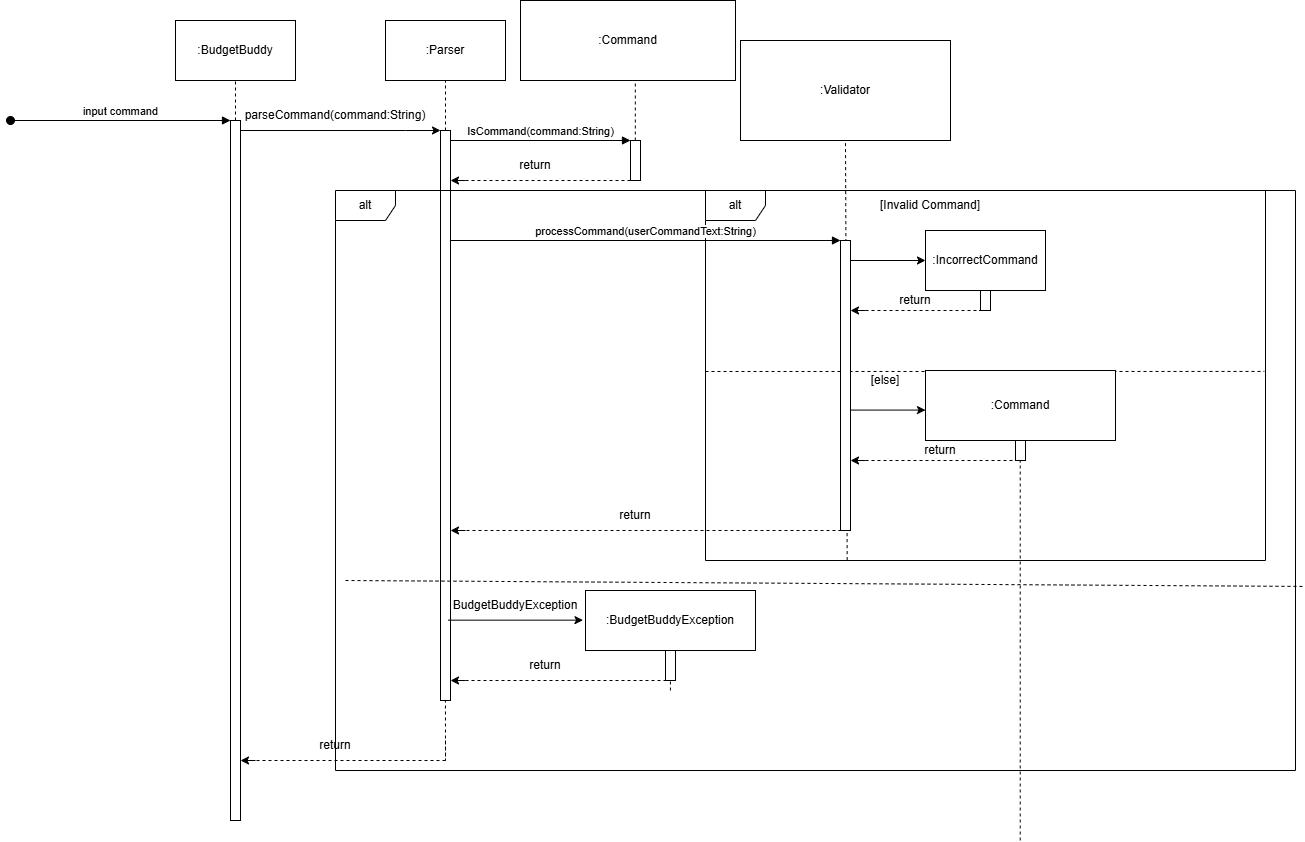 :BudgetBuddy
:Parser
:Command
:Validator
input command
parseCommand(command:String)
IsCommand(command:String)
return
alt
alt
[Invalid Command]
processCommand(userCommandText:String)
:IncorrectCommand
return
[else]
:Command
return
return
BudgetBuddyException
:BudgetBuddyException
return
return